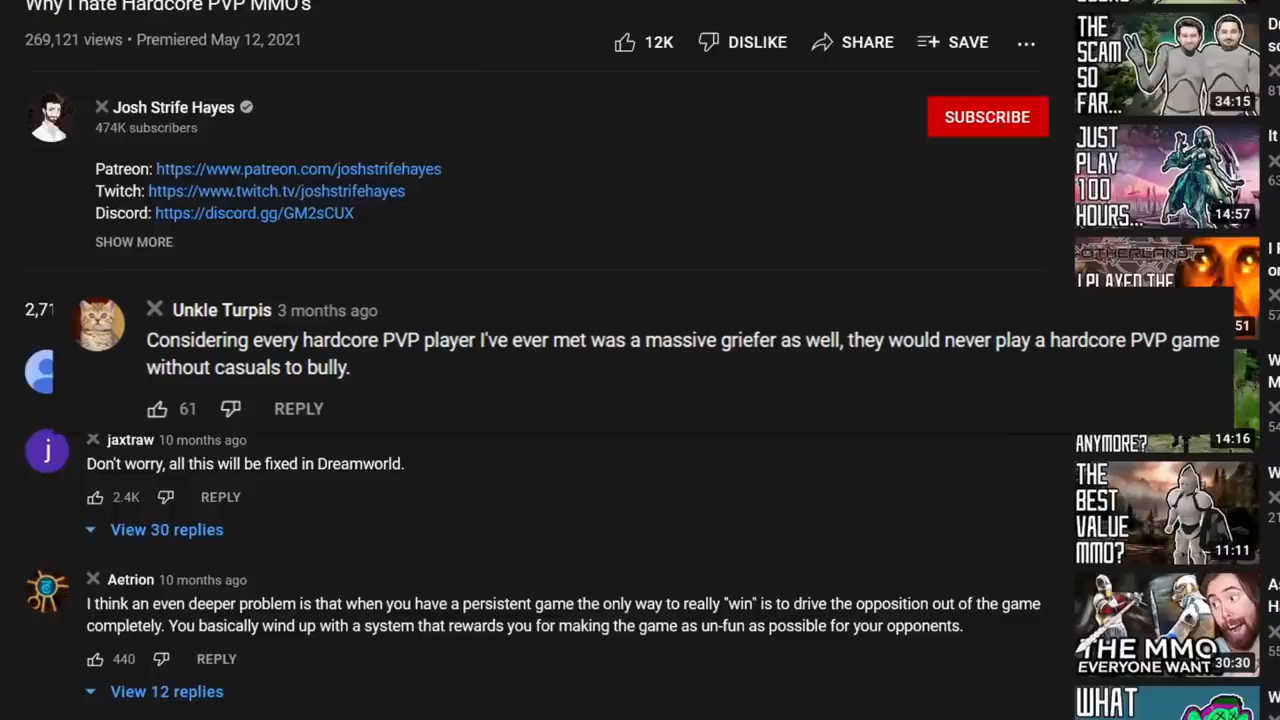 Why I hate Hardcore PVP MMO's
269,121 views • Premiered May 12, 2021
12K DISLIKE SHARE SAVE ...
Josh Strife Hayes
474K subscribers
SUBSCRIBE
Patreon: https://www.patreon.com/joshstrifehayes
Twitch: https://www.twitch.tv/joshstrifehayes
Discord: https://discord.gg/GM2sCUX
SHOW MORE
2,71
Unkle Turpis 3 months ago
Considering every hardcore PVP player I've ever met was a massive griefer as well, they would never play a hardcore PVP game
without casuals to bully.
61 REPLY
j
jaxtraw 10 months ago
Don't worry, all this will be fixed in Dreamworld.
2.4K REPLY
View 30 replies
Aetrion 10 months ago
I think an even deeper problem is that when you have a persistent game the only way to really "win" is to drive the opposition out of the game
completely. You basically wind up with a system that rewards you for making the game as un-fun as possible for your opponents.
440 REPLY
View 12 replies
THE
SCAM
SO
FAR...
34:15
JUST
PLAY
100
HOURS...
14:57
OTHERLAND
I PLAYED THE
51
ANYMORE?
14:16
THE
BEST
VALUE
MMO?
11:11
THE MMO
EVERYONE WANT
30:30
WHAT